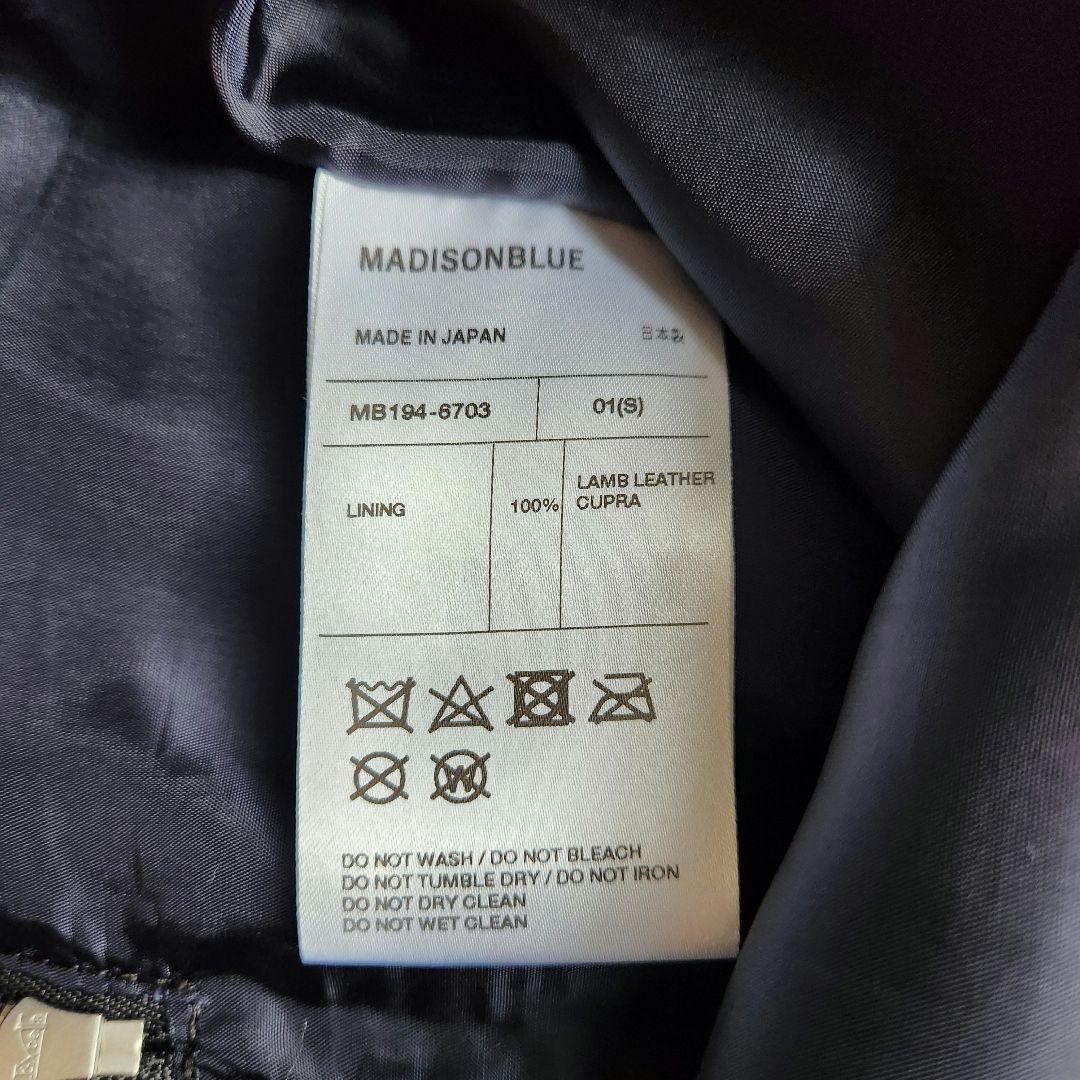 MADISONBLUE
MADE IN JAPAN 日本製
MB194-6703 01(S)
LAMB LEATHER
LINING 100% CUPRA
W
DO NOT WASH / DO NOT BLEACH
DO NOT TUMBLE DRY / DO NOT IRON
DO NOT DRY CLEAN
DO NOT WET CLEAN